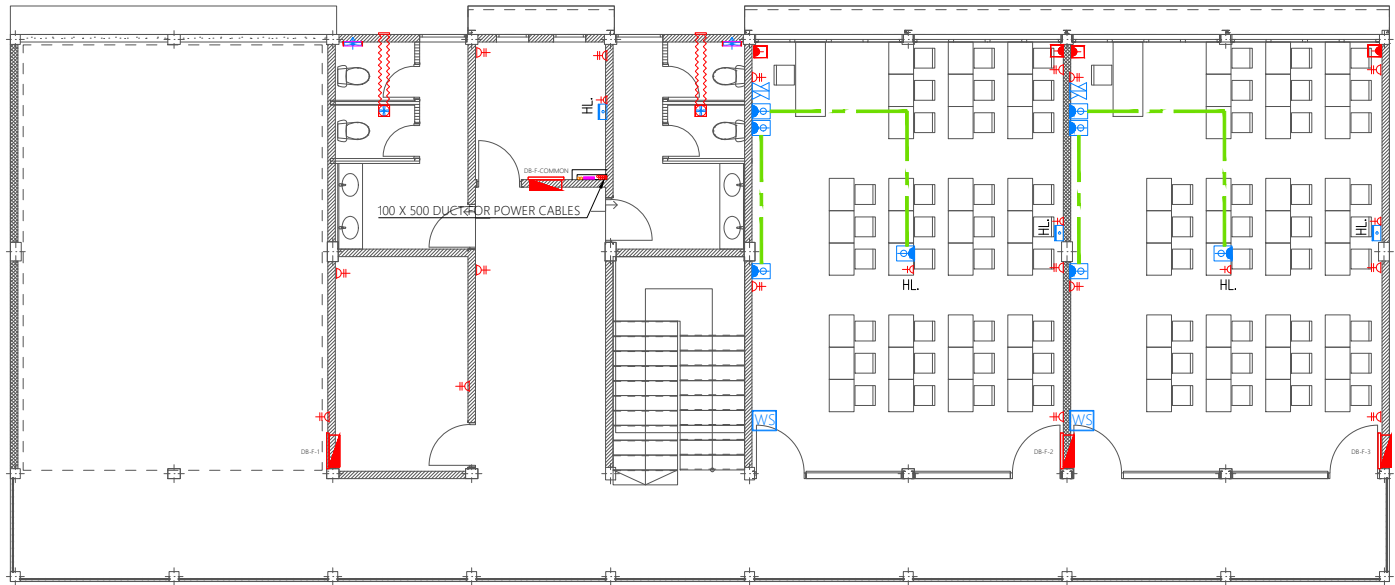 HL.
DB-F-COMMON
100 X 500 DUCT FOR POWER CABLES
HL.
HL.
HL.
HL.
WS
WS
DB-F-1
DB-F-2
DB-F-3